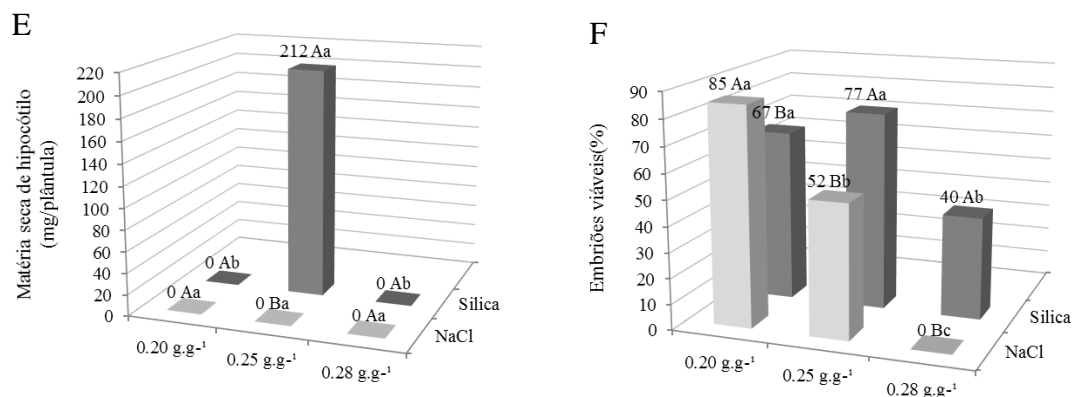 E
Matéria seca de hipocótilo
(mg/plântula)
220
200
180
160
140
120
100
80
60
40
20
0
212 Aa
0 Ab
0 Ab
0 Aa
0 Ba
0 Aa
Silica
NaCl
0.20 g.g-¹
0.25 g.g-¹
0.28 g.g-¹
F
Embriões viáveis(%)
90
80
70
60
50
40
30
20
10
0
85 Aa
67 Ba
77 Aa
52 Bb
40 Ab
0 Bc
Silica
NaCl
0.20 g.g-¹
0.25 g.g-¹
0.28 g.g-¹